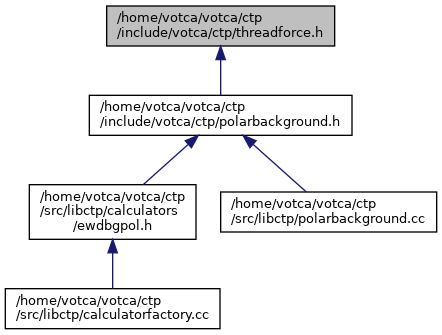 /home/votca/votca/ctp
/include/votca/ctp/threadforce.h
/home/votca/votca/ctp
/include/votca/ctp/polarbackground.h
/home/votca/votca/ctp
/src/libctp/calculators
/ewdbgpol.h
/home/votca/votca/ctp
/src/libctp/polarbackground.cc
/home/votca/votca/ctp
/src/libctp/calculatorfactory.cc